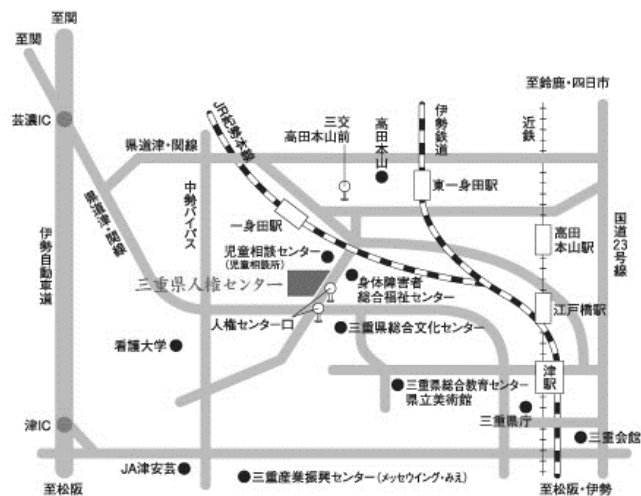 至関
至関
芸濃IC
県道津・関線
県道津・関線
中勢バイパス
伊勢自動車道
JR紀勢本線
三交
高田本山前
高田本山
伊勢鉄道
東一身田駅
近鉄
至鈴鹿・四日市
高田
本山駅
国道23号線
一身田駅
児童相談センター
(児童相談所)
三重県人権センター
身体障害者
総合福祉センター
江戸橋駅
人権センター口
三重県総合文化センター
看護大学
津駅
三重県総合教育センター
県立美術館
三重県庁
三重会館
津IC
JA津安芸
三重産業振興センター(メッセウイング・みえ)
至松阪
至松阪・伊勢